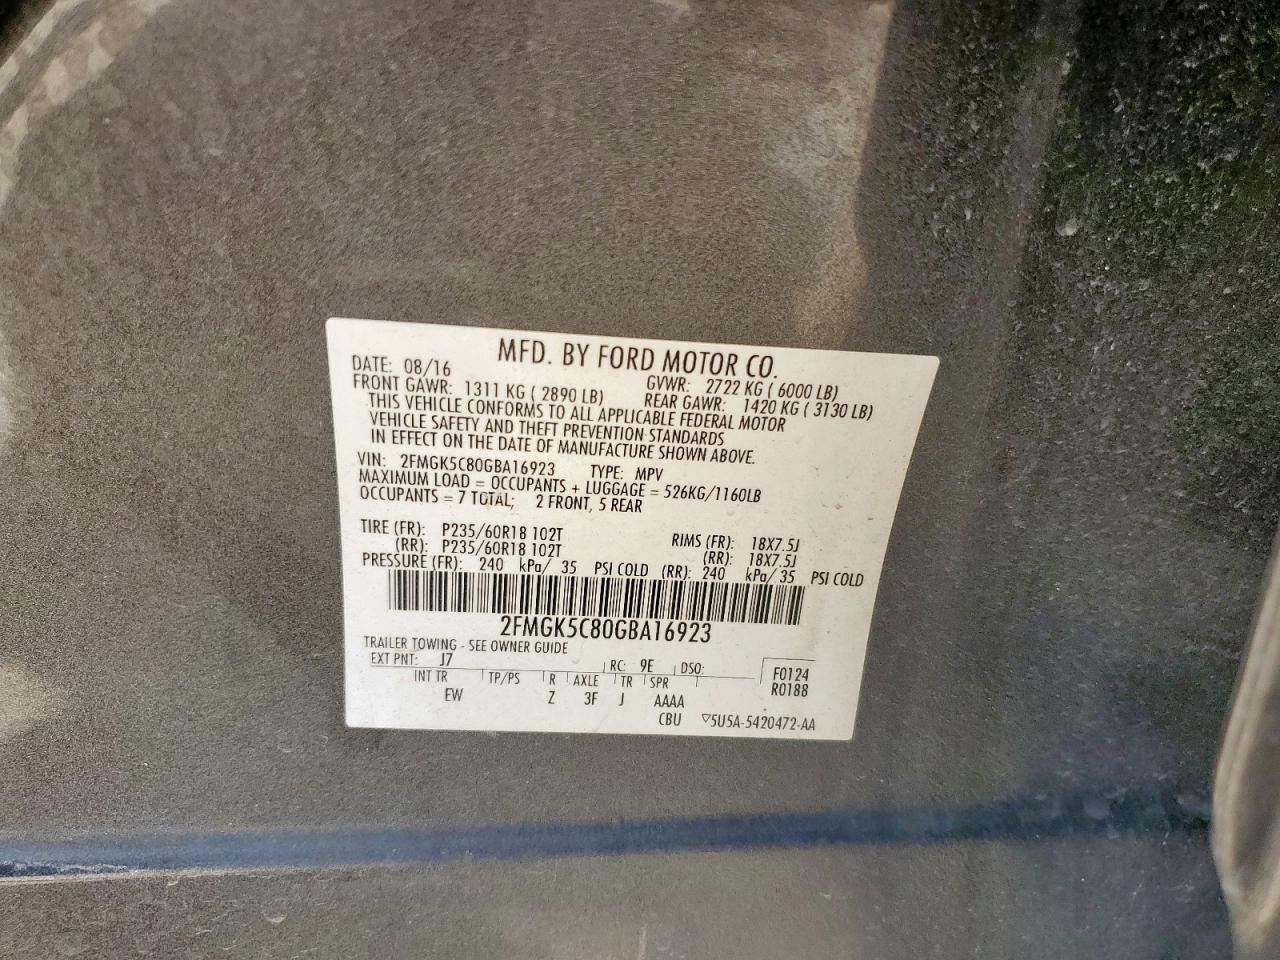 MFD. BY FORD MOTOR CO.
DATE: 08/16 GVWR: 2722 KG ( 6000 LB)
FRONT GAWR: 1311 KG ( 2890 LB) REAR GAWR: 1420 KG ( 3130 LB)
THIS VEHICLE CONFORMS TO ALL APPLICABLE FEDERAL MOTOR
VEHICLE SAFETY AND THEFT PREVENTION STANDARDS
IN EFFECT ON THE DATE OF MANUFACTURE SHOWN ABOVE.
VIN: 2FMGK5C80GBA16923 TYPE: MPV
MAXIMUM LOAD = OCCUPANTS + LUGGAGE = 526KG/1160LB
OCCUPANTS = 7 TOTAL; 2 FRONT, 5 REAR
TIRE (FR): P235/60R18 102T RIMS (FR): 18X7.5J
(RR): P235/60R18 102T (RR): 18X7.5J
PRESSURE (FR): 240 kPa/ 35 PSI COLD (RR): 240 kPa/ 35 PSI COLD
2FMGK5C80GBA16923
TRAILER TOWING - SEE OWNER GUIDE
EXT PNT: J7 RC: 9E DSO: F0124
INT TR TP/PS R AXLE TR SPR R0188
EW Z 3F J AAAA
CBU ▽5U5A-5420472-AA